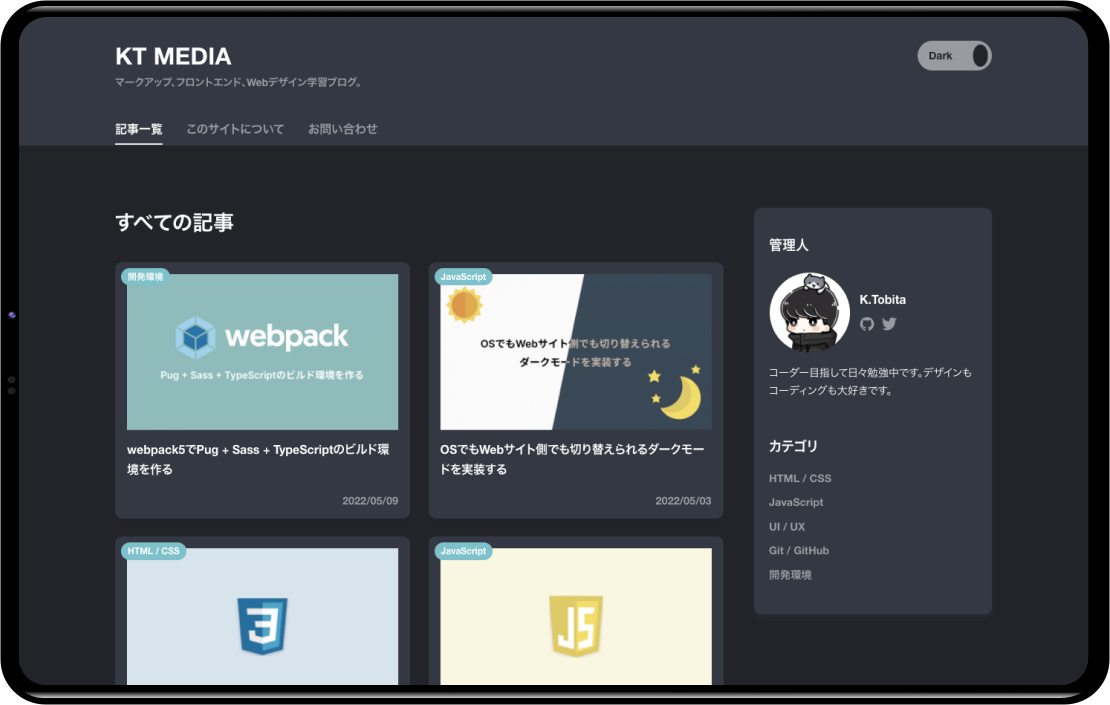 KT MEDIA
Dark
マークアップ、フロントエンド、Webデザイン学習ブログ。
記事一覧
このサイトについて
お問い合わせ
すべての記事
開発環境
webpack
Pug + Sass + TypeScriptのビルド環境を作る
webpack5でPug + Sass + TypeScriptのビルド環
境を作る
2022/05/09
JavaScript
OSでもWebサイト側でも切り替えられる
ダークモードを実装する
OSでもWebサイト側でも切り替えられるダークモー
ドを実装する
2022/05/03
HTML / CSS
3
JavaScript
JS
管理人
K.Tobita
コーダー目指して日々勉強中です。デザインも
コーディングも大好きです。
カテゴリ
HTML / CSS
JavaScript
UI / UX
Git / GitHub
開発環境